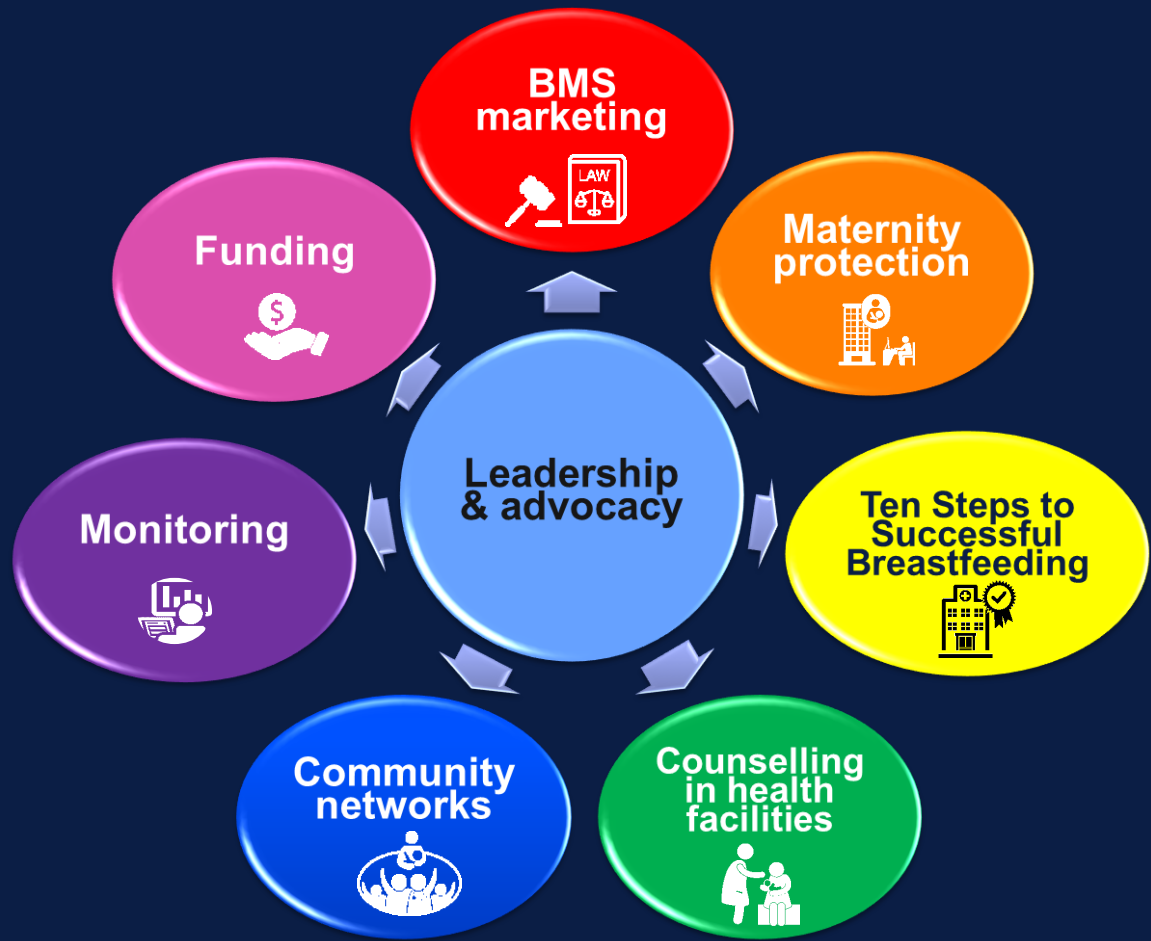 BMS
marketing
LAW
Maternity
protection
Ten Steps to
Successful
Breastfeeding
Counselling
in health
facilities
Community
networks
Monitoring
Funding
$
Leadership
& advocacy